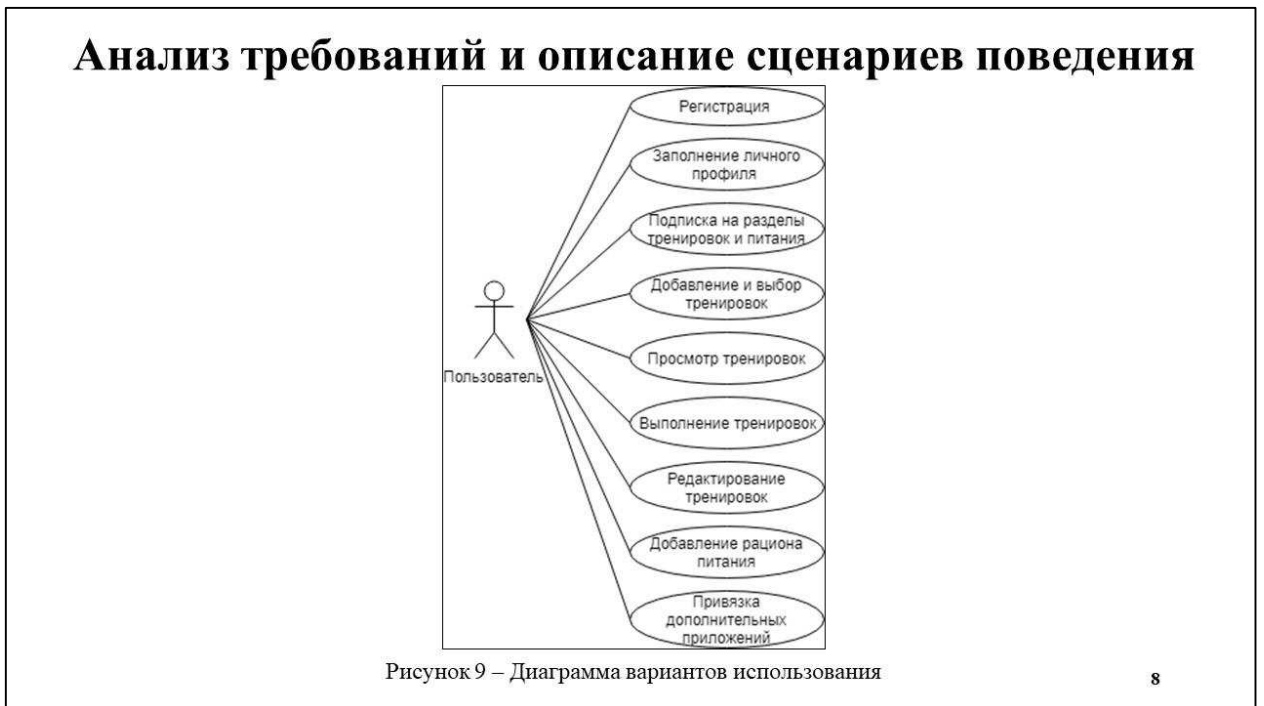 Анализ требований и описание сценариев поведения
Регистрация
Заполнение личного
профиля
Подписка на разделы
тренировок и питания
Добавление и выбор
тренировок
Просмотр тренировок
Пользователь
Выполнение тренировок
Редактирование
тренировок
Добавление рациона
питания
Привязка
дополнительных
приложений
Рисунок 9 – Диаграмма вариантов использования
8